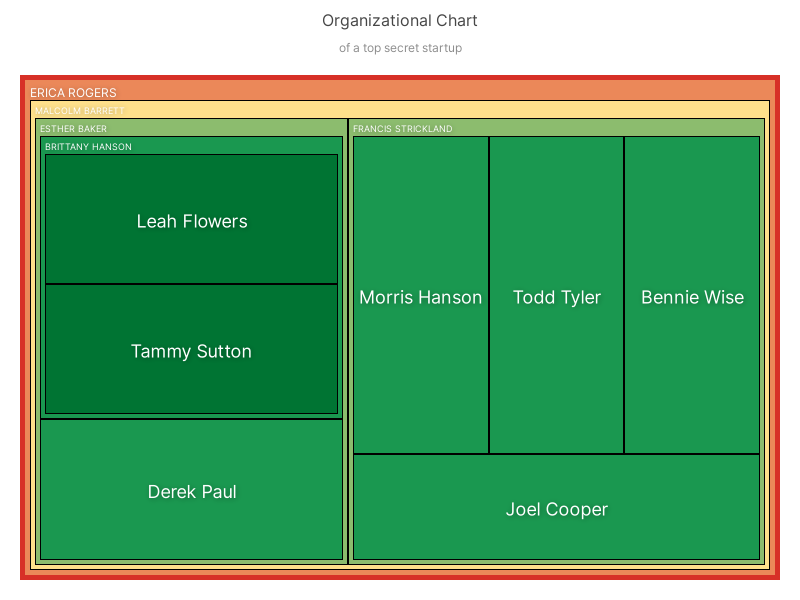 Organizational Chart
of a top secret startup
ERICA ROGERS
MALCOLM BARRETT
ESTHER BAKER
FRANCIS STRICKLAND
BRITTANY HANSON
Leah Flowers
Tammy Sutton
Derek Paul
Morris Hanson
Todd Tyler
Bennie Wise
Joel Cooper